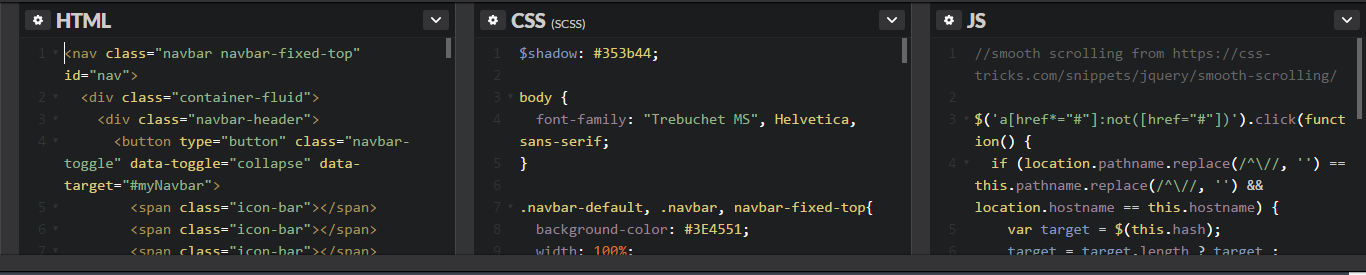 HTML
1 <nav class="navbar navbar-fixed-top"
id="nav">
2 <div class="container-fluid">
3 <div class="navbar-header">
4 <button type="button" class="navbar-
toggle" data-toggle="collapse" data-
target="#myNavbar">
5 <span class="icon-bar"></span>
6 <span class="icon-bar"></span>
7 <span class="icon-bar"></span>
CSS (SCSS)
1 $shadow: #353b44;
2
3 body {
4 font-family: "Trebuchet MS", Helvetica,
sans-serif;
5 }
6
7 .navbar-default, .navbar, navbar-fixed-top{
8 background-color: #3E4551;
9 width: 100%;
JS
1 //smooth scrolling from https://css-
tricks.com/snippets/jquery/smooth-scrolling/
2
3 $('a[href*="#"]:not([href="#"])').click(funct
ion() {
4 if (location.pathname.replace(/^\//, '') ==
this.pathname.replace(/^\//, '') &&
location.hostname == this.hostname) {
5 var target = $(this.hash);
6 target = target.length ? target :